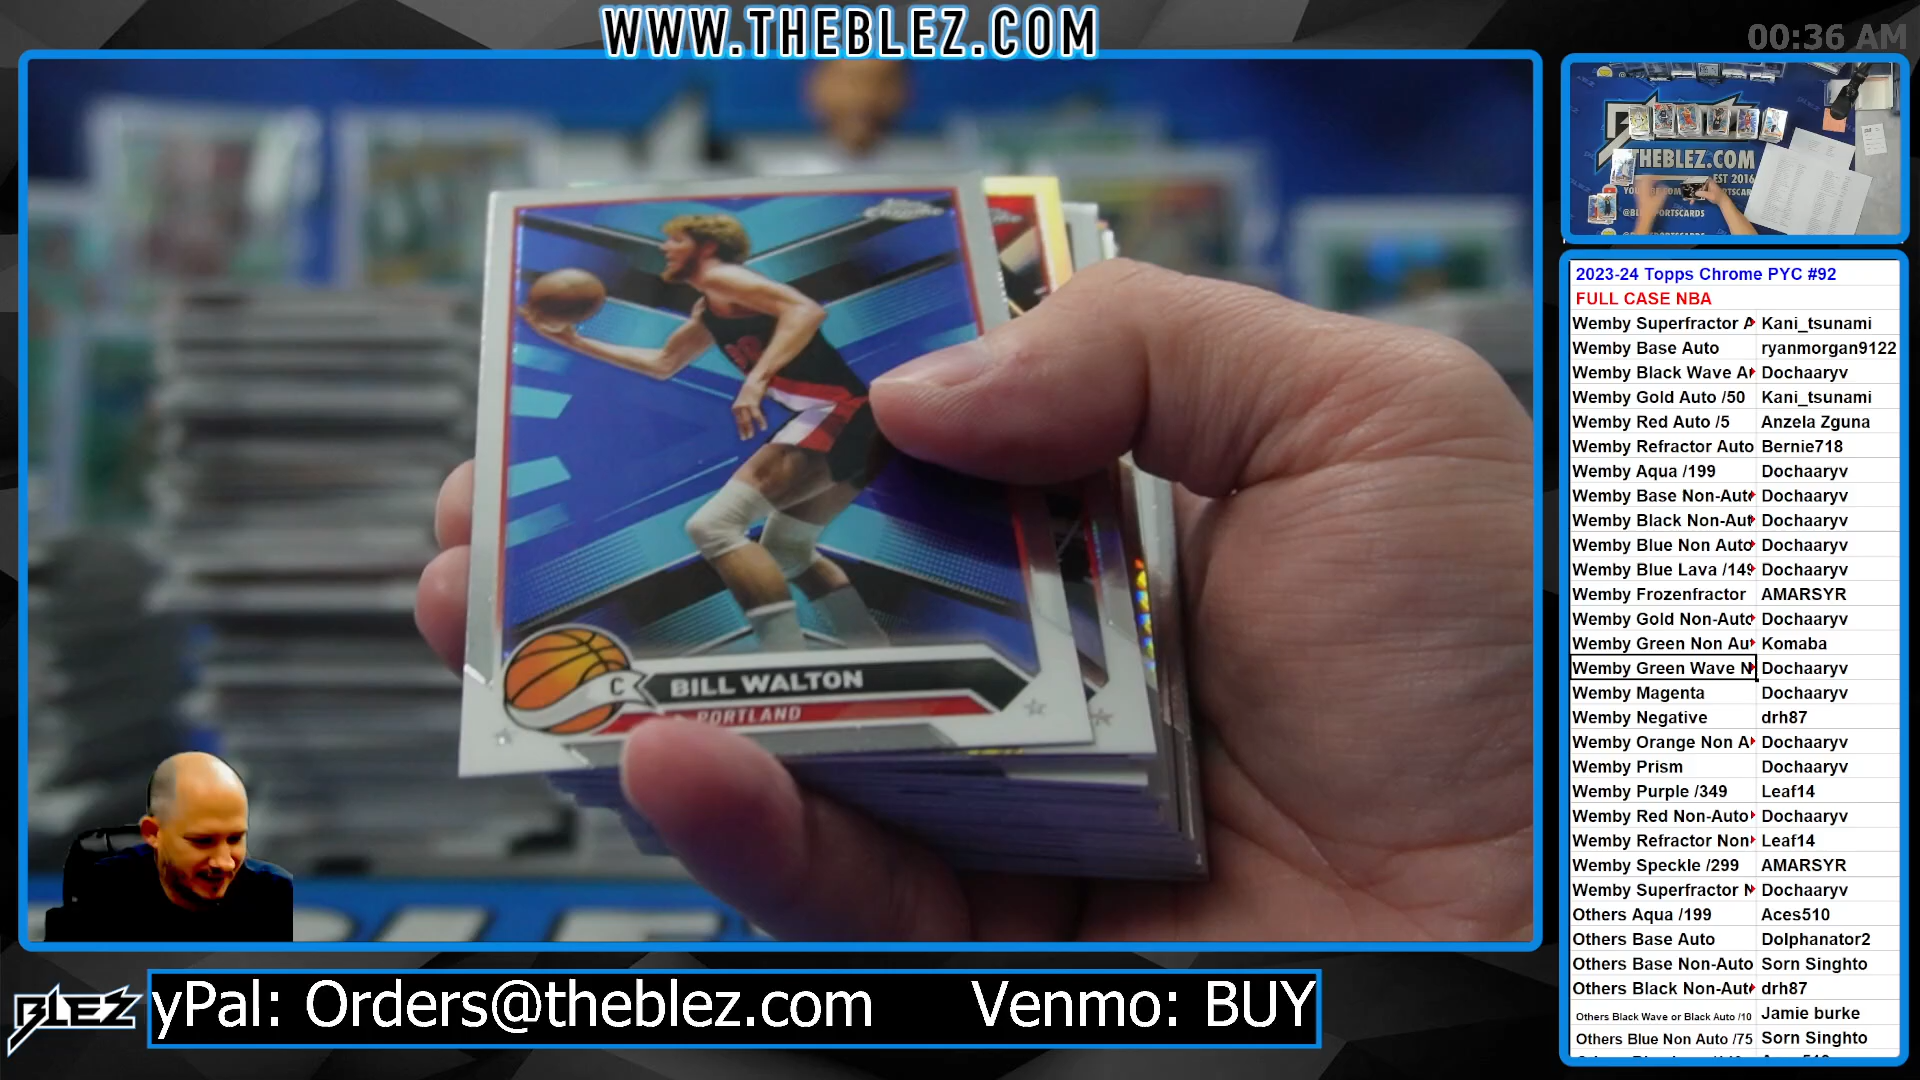 WWW.THEBLEZ.COM
00:36 AM
THEBLEZ.COM
EST 2016
Topps Chrome
C
BILL WALTON
PORTLAND
2023-24 Topps Chrome PYC #92
FULL CASE NBA
Wemby Superfractor A Kani_tsunami
Wemby Base Auto ryanmorgan9122
Wemby Black Wave A Dochaaryv
Wemby Gold Auto /50 Kani_tsunami
Wemby Red Auto /5 Anzela Zguna
Wemby Refractor Auto Bernie718
Wemby Aqua /199 Dochaaryv
Wemby Base Non-Auto Dochaaryv
Wemby Black Non-Aut Dochaaryv
Wemby Blue Non Auto Dochaaryv
Wemby Blue Lava /149 Dochaaryv
Wemby Frozenfractor AMARSYR
Wemby Gold Non-Auto Dochaaryv
Wemby Green Non Au Komaba
Wemby Green Wave N Dochaaryv
Wemby Magenta Dochaaryv
Wemby Negative drh87
Wemby Orange Non A Dochaaryv
Wemby Prism Dochaaryv
Wemby Purple /349 Leaf14
Wemby Red Non-Auto Dochaaryv
Wemby Refractor Non Leaf14
Wemby Speckle /299 AMARSYR
Wemby Superfractor N Dochaaryv
Others Aqua /199 Aces510
Others Base Auto Dolphanator2
Others Base Non-Auto Sorn Singhto
Others Black Non-Aut drh87
Others Black Wave or Black Auto /10 Jamie burke
Others Blue Non Auto /75 Sorn Singhto
BLEZ
yPal: Orders@theblez.com Venmo: BUY